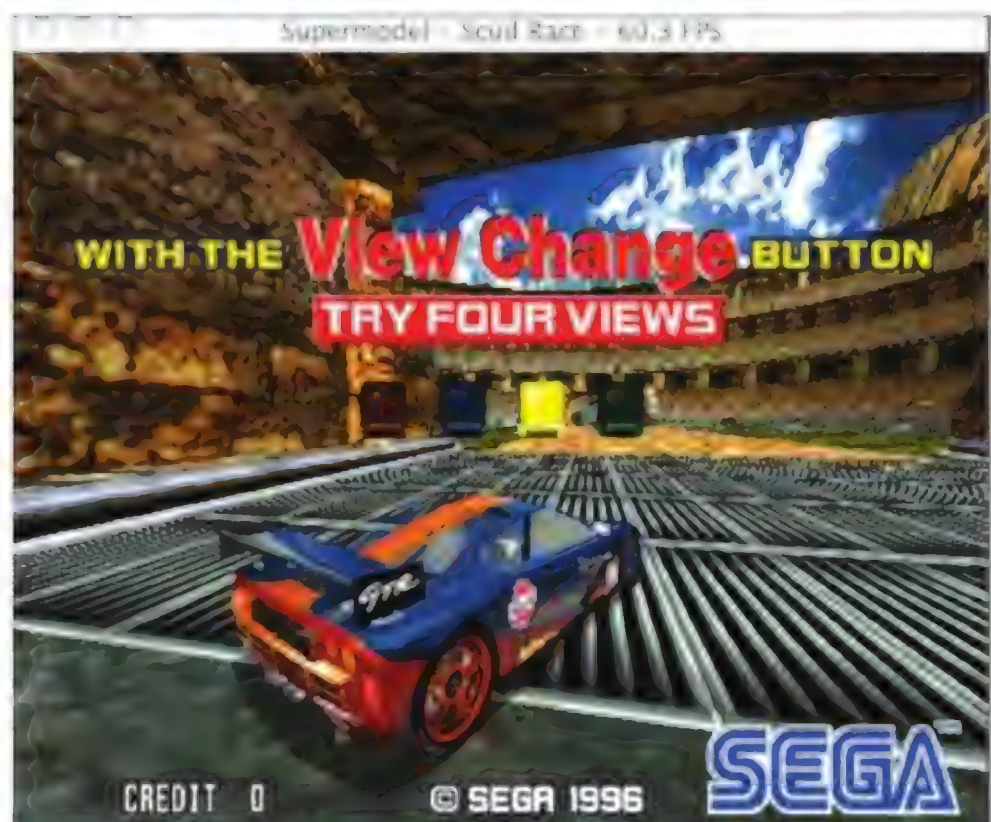 Supermodel - Scud Race - 60.3 FPS
WITH THE View Change BUTTON
TRY FOUR VIEWS
CREDIT 0
© SEGA 1996
SEGA